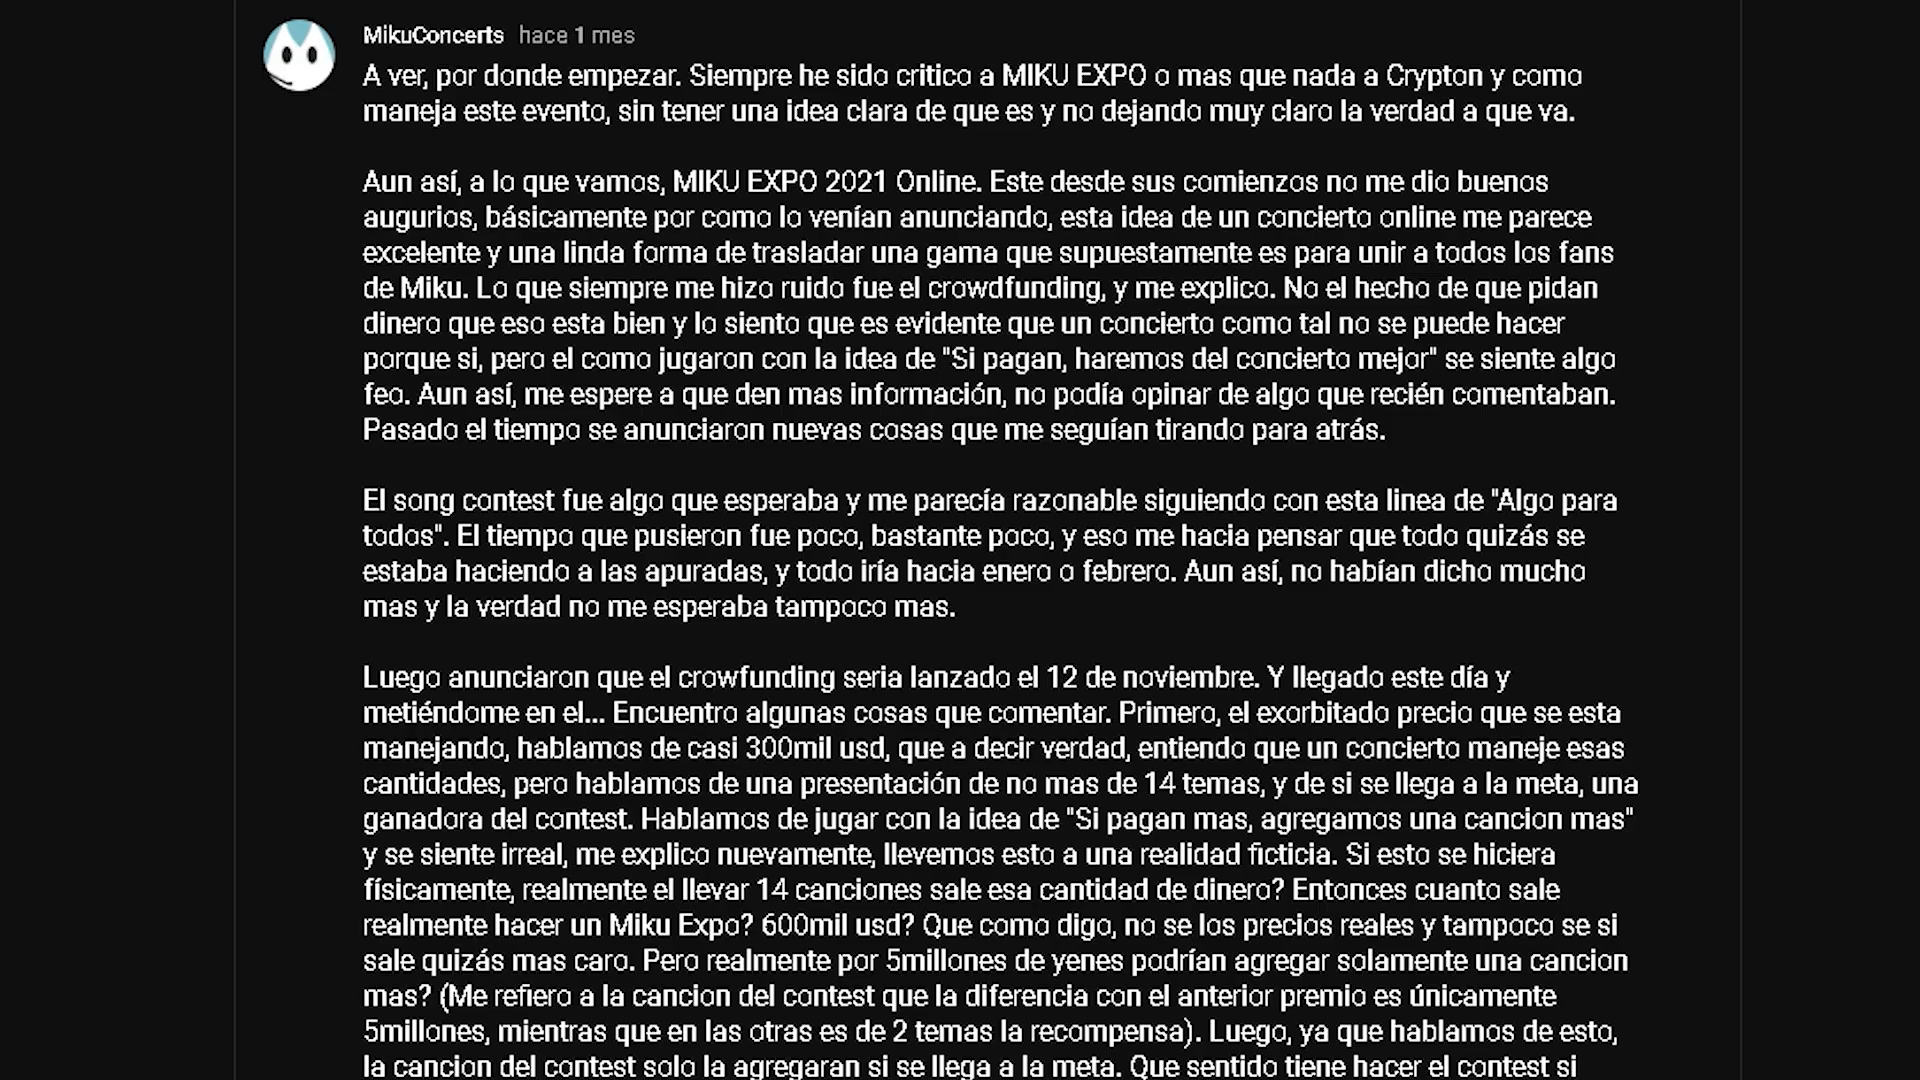 MikuConcerts hace 1 mes
A ver, por donde empezar. Siempre he sido critico a MIKU EXPO o mas que nada a Crypton y como
maneja este evento, sin tener una idea clara de que es y no dejando muy claro la verdad a que va.
Aun así, a lo que vamos, MIKU EXPO 2021 Online. Este desde sus comienzos no me dio buenos
augurios, básicamente por como lo venían anunciando, esta idea de un concierto online me parece
excelente y una linda forma de trasladar una gama que supuestamente es para unir a todos los fans
de Miku. Lo que siempre me hizo ruido fue el crowdfunding, y me explico. No el hecho de que pidan
dinero que eso esta bien y lo siento que es evidente que un concierto como tal no se puede hacer
porque si, pero el como jugaron con la idea de "Si pagan, haremos del concierto mejor" se siente algo
feo. Aun así, me espere a que den mas información, no podía opinar de algo que recién comentaban.
Pasado el tiempo se anunciaron nuevas cosas que me seguían tirando para atrás.
El song contest fue algo que esperaba y me parecía razonable siguiendo con esta linea de "Algo para
todos". El tiempo que pusieron fue poco, bastante poco, y eso me hacia pensar que todo quizás se
estaba haciendo a las apuradas, y todo iría hacia enero o febrero. Aun así, no habían dicho mucho
mas y la verdad no me esperaba tampoco mas.
Luego anunciaron que el crowfunding seria lanzado el 12 de noviembre. Y llegado este día y
metiéndome en el... Encuentro algunas cosas que comentar. Primero, el exorbitado precio que se esta
manejando, hablamos de casi 300mil usd, que a decir verdad, entiendo que un concierto maneje esas
cantidades, pero hablamos de una presentación de no mas de 14 temas, y de si se llega a la meta, una
ganadora del contest. Hablamos de jugar con la idea de "Si pagan mas, agregamos una cancion mas"
y se siente irreal, me explico nuevamente, llevemos esto a una realidad ficticia. Si esto se hiciera
físicamente, realmente el llevar 14 canciones sale esa cantidad de dinero? Entonces cuanto sale
realmente hacer un Miku Expo? 600mil usd? Que como digo, no se los precios reales y tampoco se si
sale quizás mas caro. Pero realmente por 5millones de yenes podrían agregar solamente una cancion
mas? (Me refiero a la cancion del contest que la diferencia con el anterior premio es únicamente
5millones, mientras que en las otras es de 2 temas la recompensa). Luego, ya que hablamos de esto,
la cancion del contest solo la agregaran si se llega a la meta. Que sentido tiene hacer el contest si